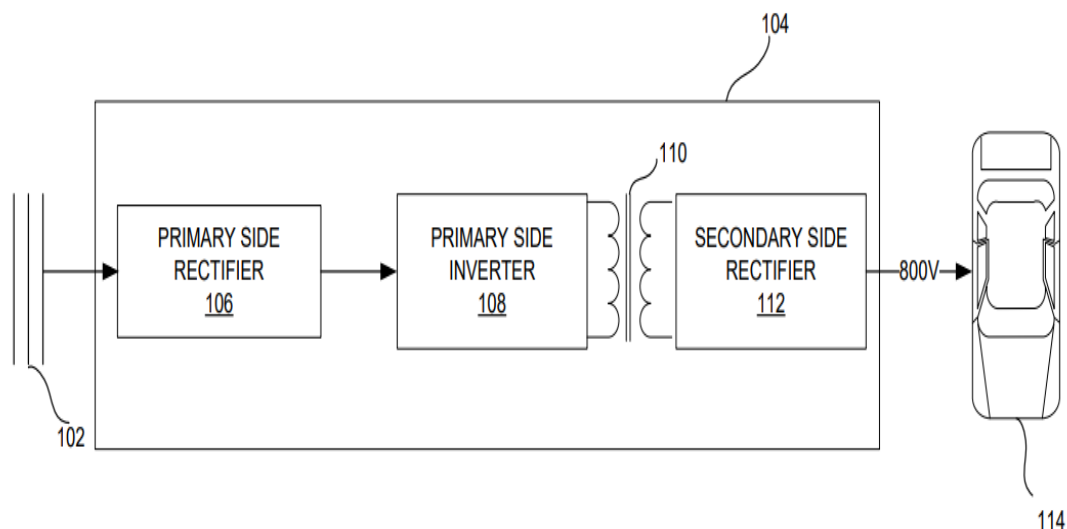 104
110
PRIMARY SIDE
RECTIFIER
106
PRIMARY SIDE
INVERTER
108
SECONDARY SIDE
RECTIFIER
112
800V
102
114